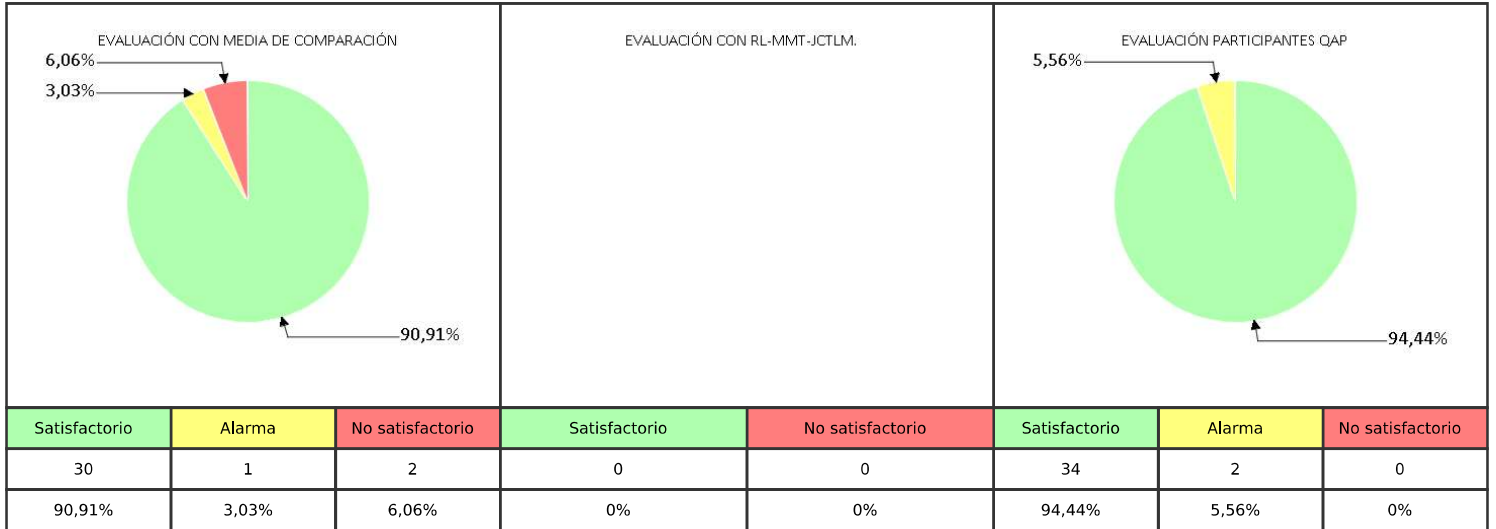 EVALUACIÓN CON MEDIA DE COMPARACIÓN
6,06%
3,03%
90,91%
EVALUACIÓN CON RL-MMT-JCTLM.
EVALUACIÓN PARTICIPANTES QAP
5,56%
94,44%
Satisfactorio Alarma No satisfactorio Satisfactorio No satisfactorio Satisfactorio Alarma No satisfactorio
30 1 2 0 0 34 2 0
90,91% 3,03% 6,06% 0% 0% 94,44% 5,56% 0%